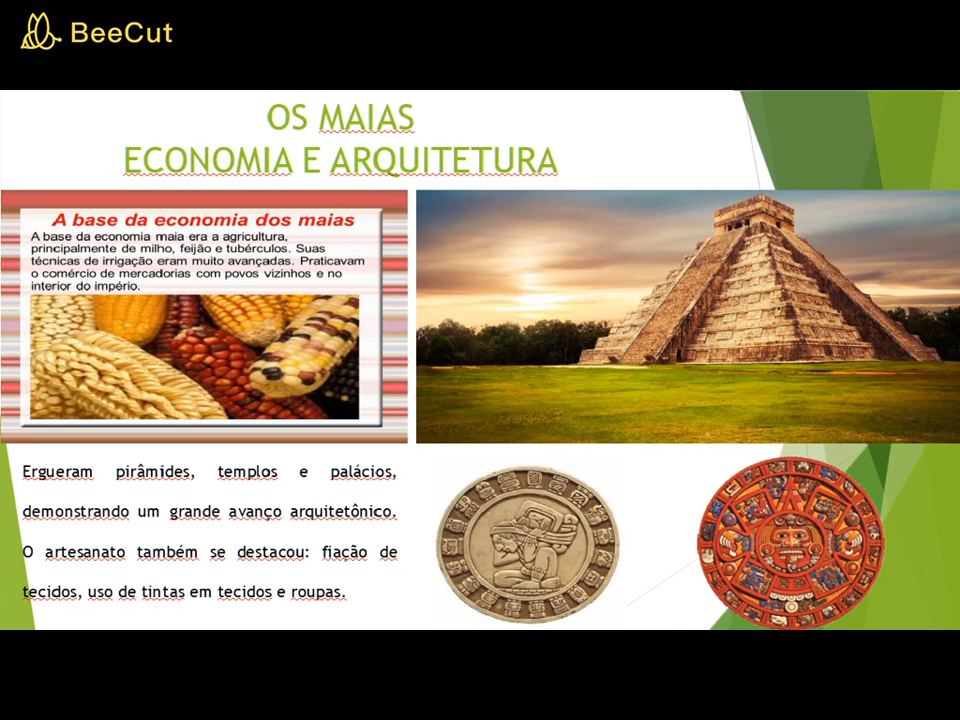 BeeCut
OS MAIAS
ECONOMIA E ARQUITETURA
A base da economia dos maias
A base da economia maia era a agricultura,
principalmente de milho, feijão e tubérculos. Suas
técnicas de irrigação eram muito avançadas. Praticavam
o comércio de mercadorias com povos vizinhos e no
interior do império.
Ergueram pirâmides, templos e palácios,
demonstrando um grande avanço arquitetônico.
O artesanato também se destacou: fiação de
tecidos, uso de tintas em tecidos e roupas.